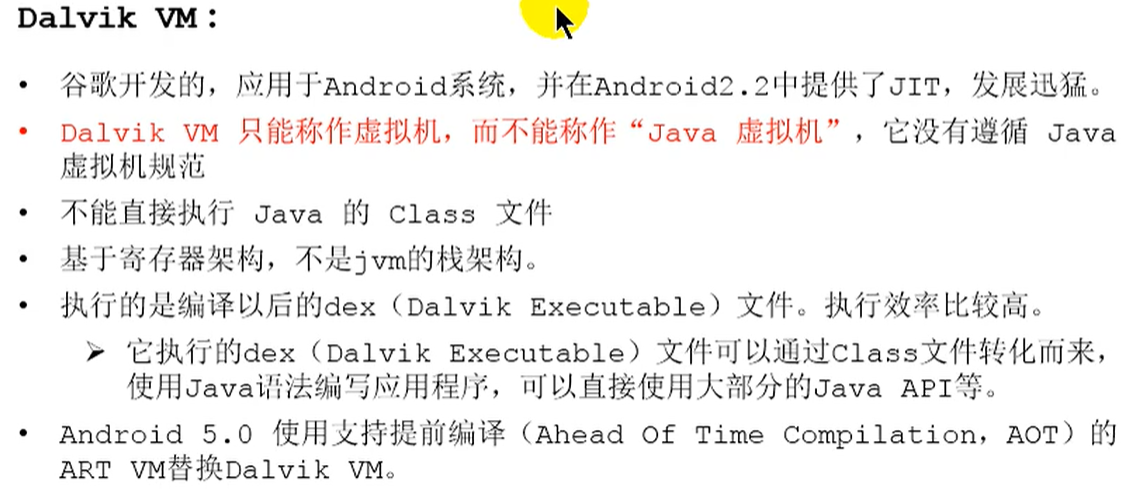 Dalvik VM：
• 谷歌开发的，应用于Android系统，并在Android2.2中提供了JIT，发展迅猛。
• Dalvik VM 只能称作虚拟机，而不能称作“Java 虚拟机”，它没有遵循 Java
虚拟机规范
• 不能直接执行 Java 的 Class 文件
• 基于寄存器架构，不是jvm的栈架构。
• 执行的是编译以后的dex（Dalvik Executable）文件。执行效率比较高。
➢ 它执行的dex（Dalvik Executable）文件可以通过Class文件转化而来，
使用Java语法编写应用程序，可以直接使用大部分的Java API等。
• Android 5.0 使用支持提前编译（Ahead Of Time Compilation，AOT）的
ART VM替换Dalvik VM。